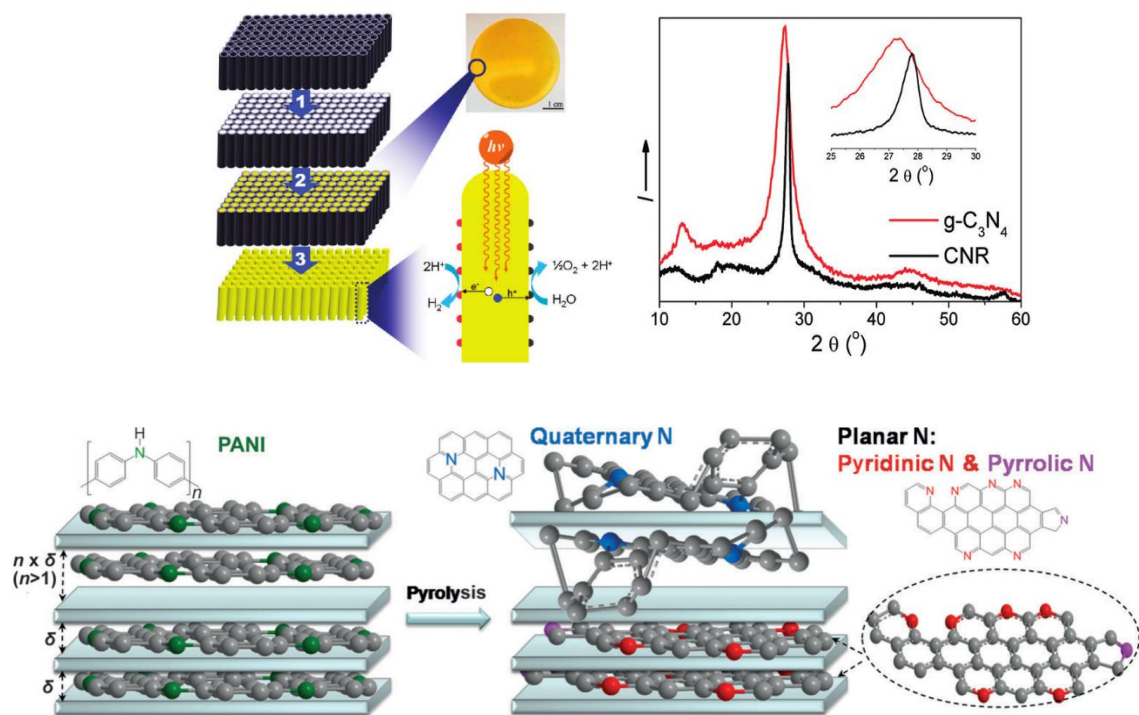 1
2
3
1 cm
hν
2H⁺
H₂
e⁻
h⁺
½O₂ + 2H⁺
H₂O
I
25 26 27 28 29 30
2 θ (°)
g-C₃N₄
CNR
10 20 30 40 50 60
2 θ (°)
H
N
n
PANI
n x δ
(n>1)
δ
δ
Pyrolysis
Quaternary N
N
N
Planar N:
Pyridinic N & Pyrrolic N
N N N N
N
N N